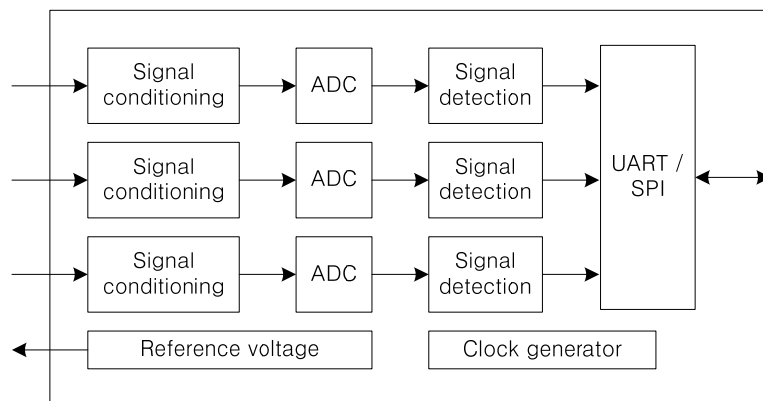 Signal
conditioning
ADC
Signal
detection
Signal
conditioning
ADC
Signal
detection
UART /
SPI
Signal
conditioning
ADC
Signal
detection
Reference voltage
Clock generator